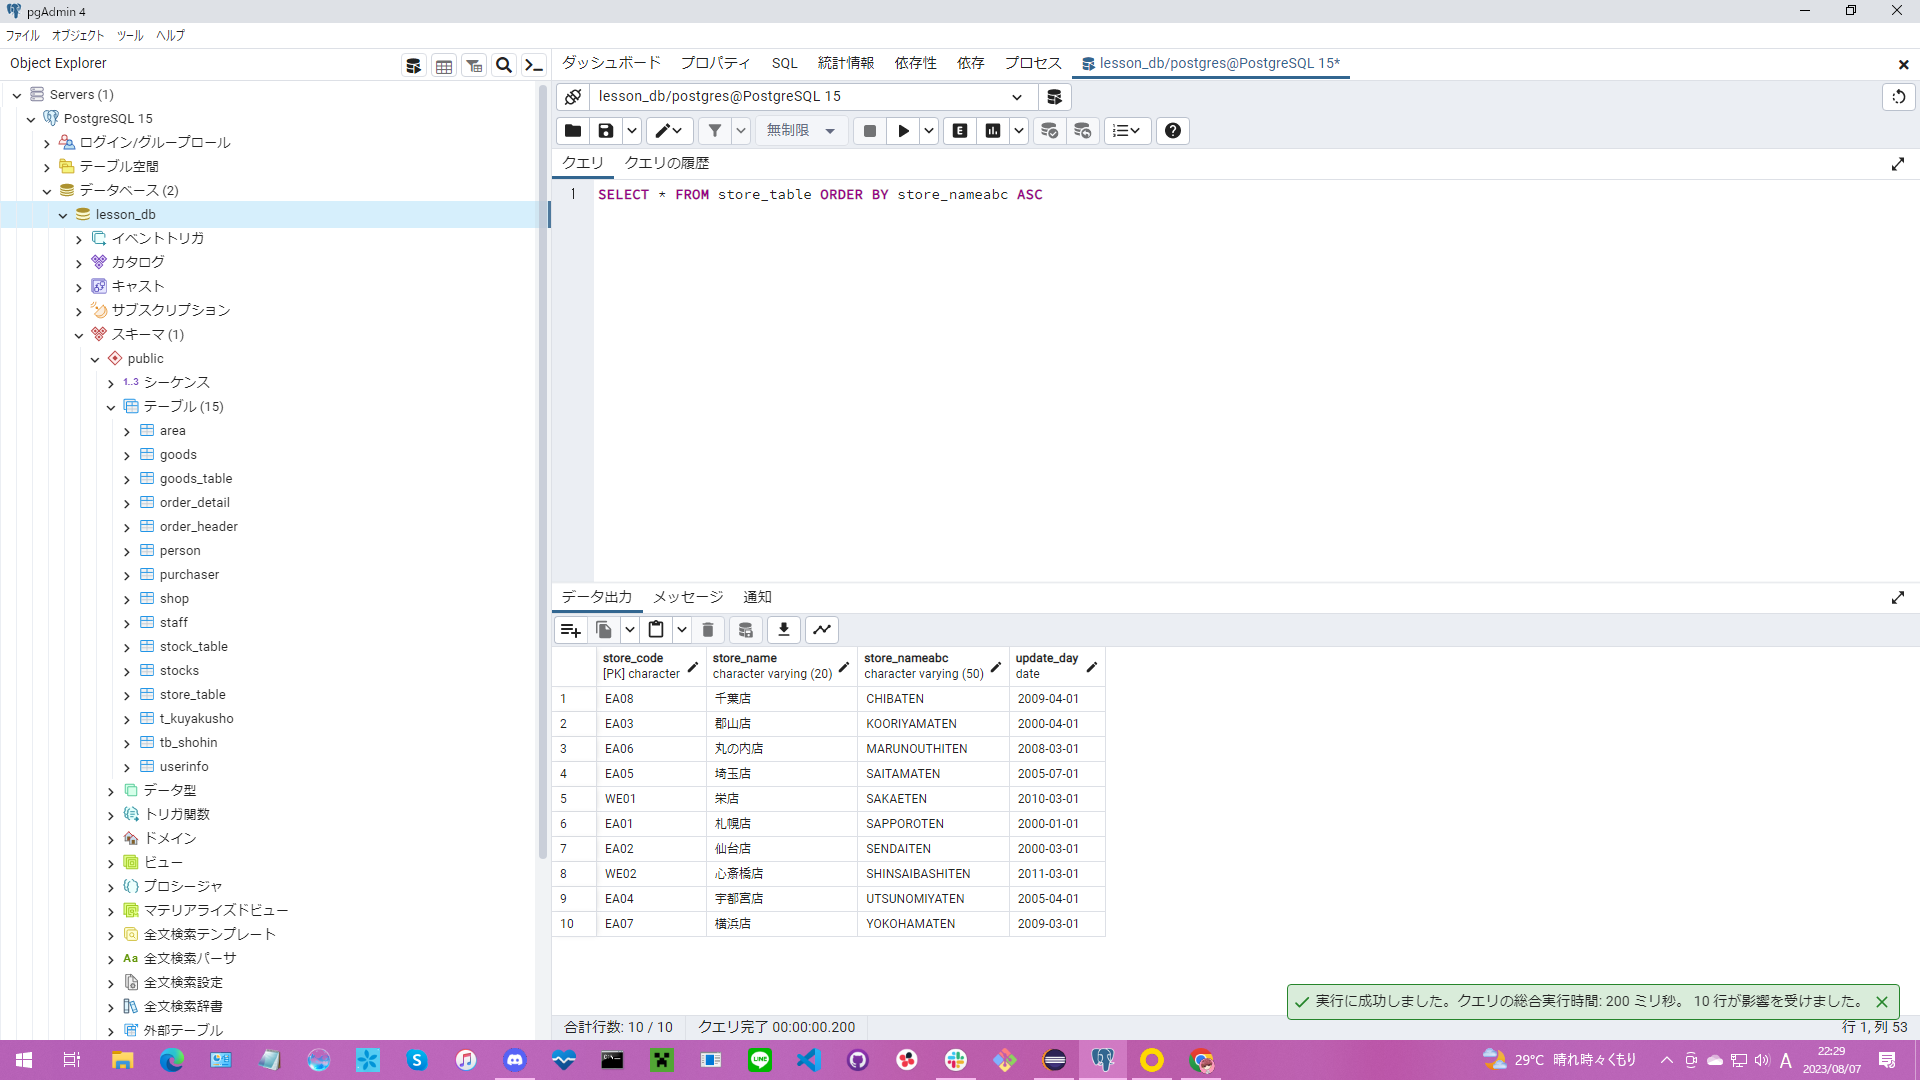 pgAdmin 4
ファイル オブジェクト ツール ヘルプ
Object Explorer
Servers (1)
PostgreSQL 15
ログイン/グループロール
テーブル空間
データベース (2)
lesson_db
イベントトリガ
カタログ
キャスト
サブスクリプション
スキーマ (1)
public
1..3 シーケンス
テーブル (15)
area
goods
goods_table
order_detail
order_header
person
purchaser
shop
staff
stock_table
stocks
store_table
t_kuyakusho
tb_shohin
userinfo
データ型
トリガ関数
ドメイン
ビュー
プロシージャ
マテリアライズドビュー
全文検索テンプレート
Aa 全文検索パーサ
全文検索設定
全文検索辞書
外部テーブル
ダッシュボード プロパティ SQL 統計情報 依存性 依存 プロセス lesson_db/postgres@PostgreSQL 15*
lesson_db/postgres@PostgreSQL 15
無制限 E
クエリ クエリの履歴
1 SELECT * FROM store_table ORDER BY store_nameabc ASC
データ出力 メッセージ 通知
store_code store_name store_nameabc update_day
[PK] character character varying (20) character varying (50) date
1 EA08 千葉店 CHIBATEN 2009-04-01
2 EA03 郡山店 KOORIYAMATEN 2000-04-01
3 EA06 丸の内店 MARUNOUTHITEN 2008-03-01
4 EA05 埼玉店 SAITAMATEN 2005-07-01
5 WE01 栄店 SAKAETEN 2010-03-01
6 EA01 札幌店 SAPPOROTEN 2000-01-01
7 EA02 仙台店 SENDAITEN 2000-03-01
8 WE02 心斎橋店 SHINSAIBASHITEN 2011-03-01
9 EA04 宇都宮店 UTSUNOMIYATEN 2005-04-01
10 EA07 横浜店 YOKOHAMATEN 2009-03-01
実行に成功しました。クエリの総合実行時間: 200 ミリ秒。 10 行が影響を受けました。
合計行数: 10 / 10 クエリ完了 00:00:00.200 行 1, 列 53
29℃ 晴れ時々くもり A 22:29
2023/08/07